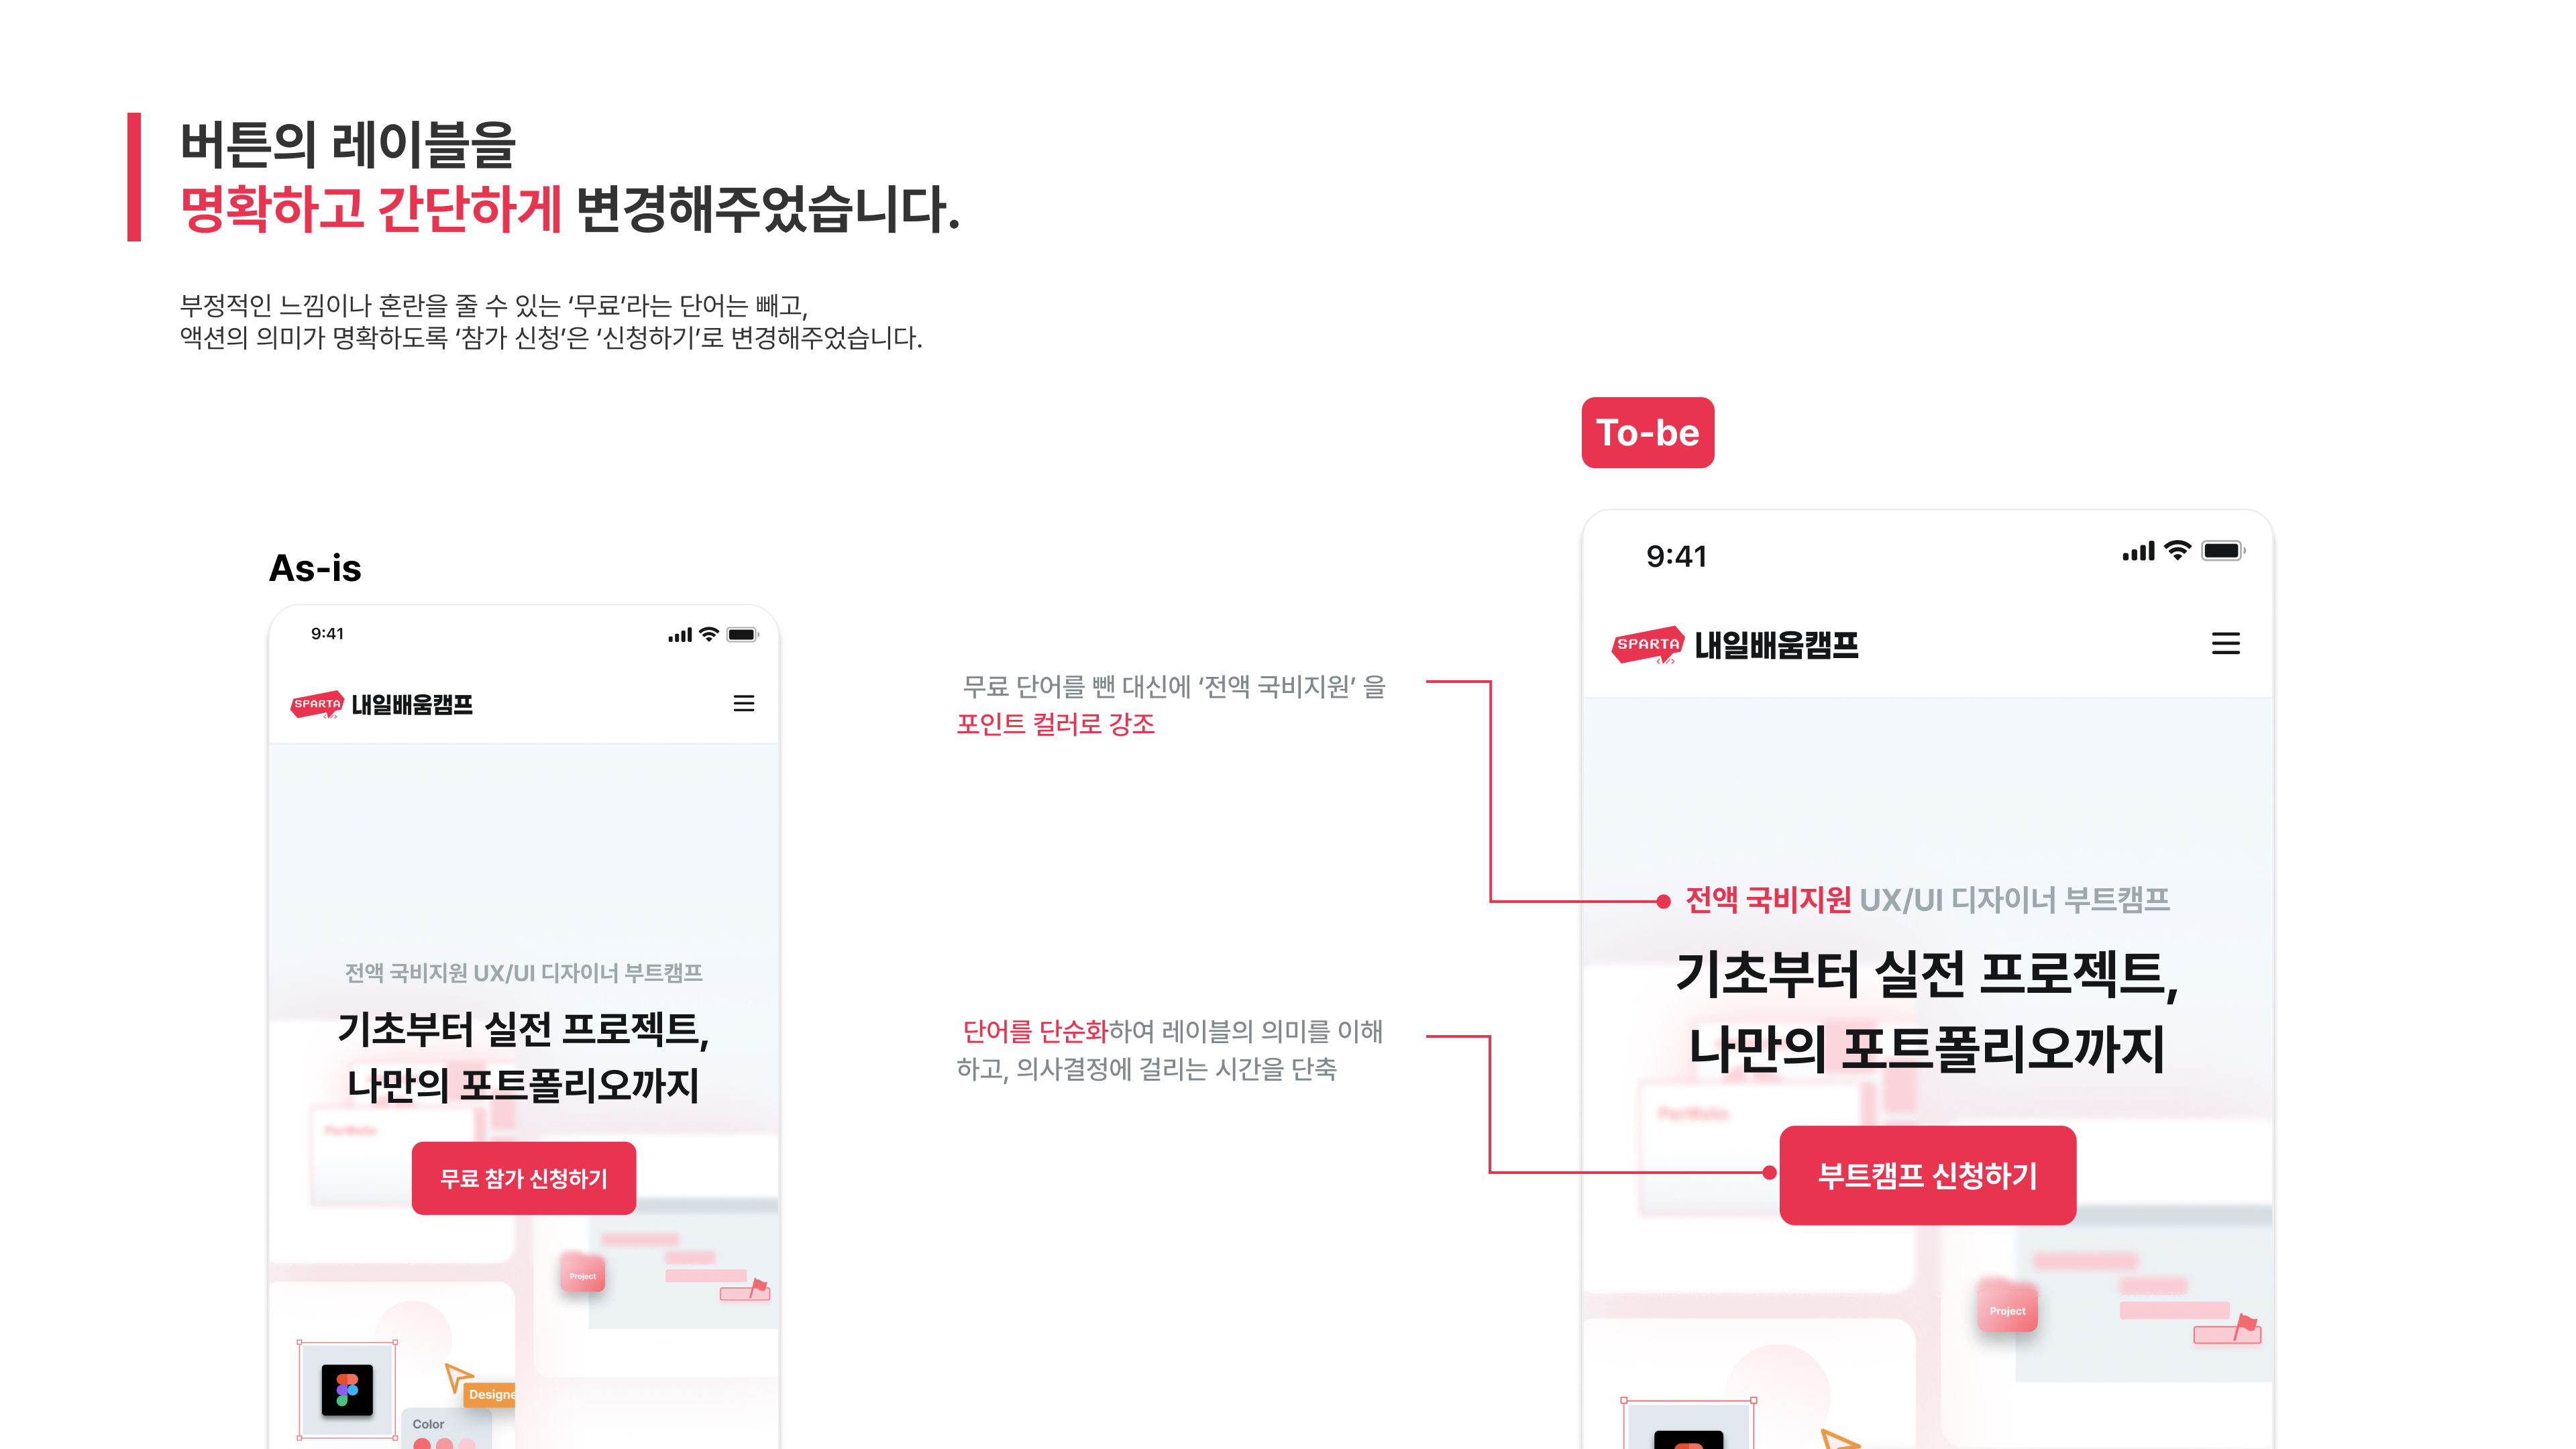 버튼의 레이블을
명확하고 간단하게 변경해주었습니다.
부정적인 느낌이나 혼란을 줄 수 있는 ‘무료’라는 단어는 빼고,
액션의 의미가 명확하도록 ‘참가 신청’은 ‘신청하기’로 변경해주었습니다.
As-is
9:41
SPARTA 내일배움캠프
전액 국비지원 UX/UI 디자이너 부트캠프
기초부터 실전 프로젝트,
나만의 포트폴리오까지
Portfolio
무료 참가 신청하기
Project
Designe
Color
무료 단어를 뺀 대신에 ‘전액 국비지원’ 을
포인트 컬러로 강조
단어를 단순화하여 레이블의 의미를 이해
하고, 의사결정에 걸리는 시간을 단축
To-be
9:41
SPARTA 내일배움캠프
전액 국비지원 UX/UI 디자이너 부트캠프
기초부터 실전 프로젝트,
나만의 포트폴리오까지
Portfolio
부트캠프 신청하기
Project